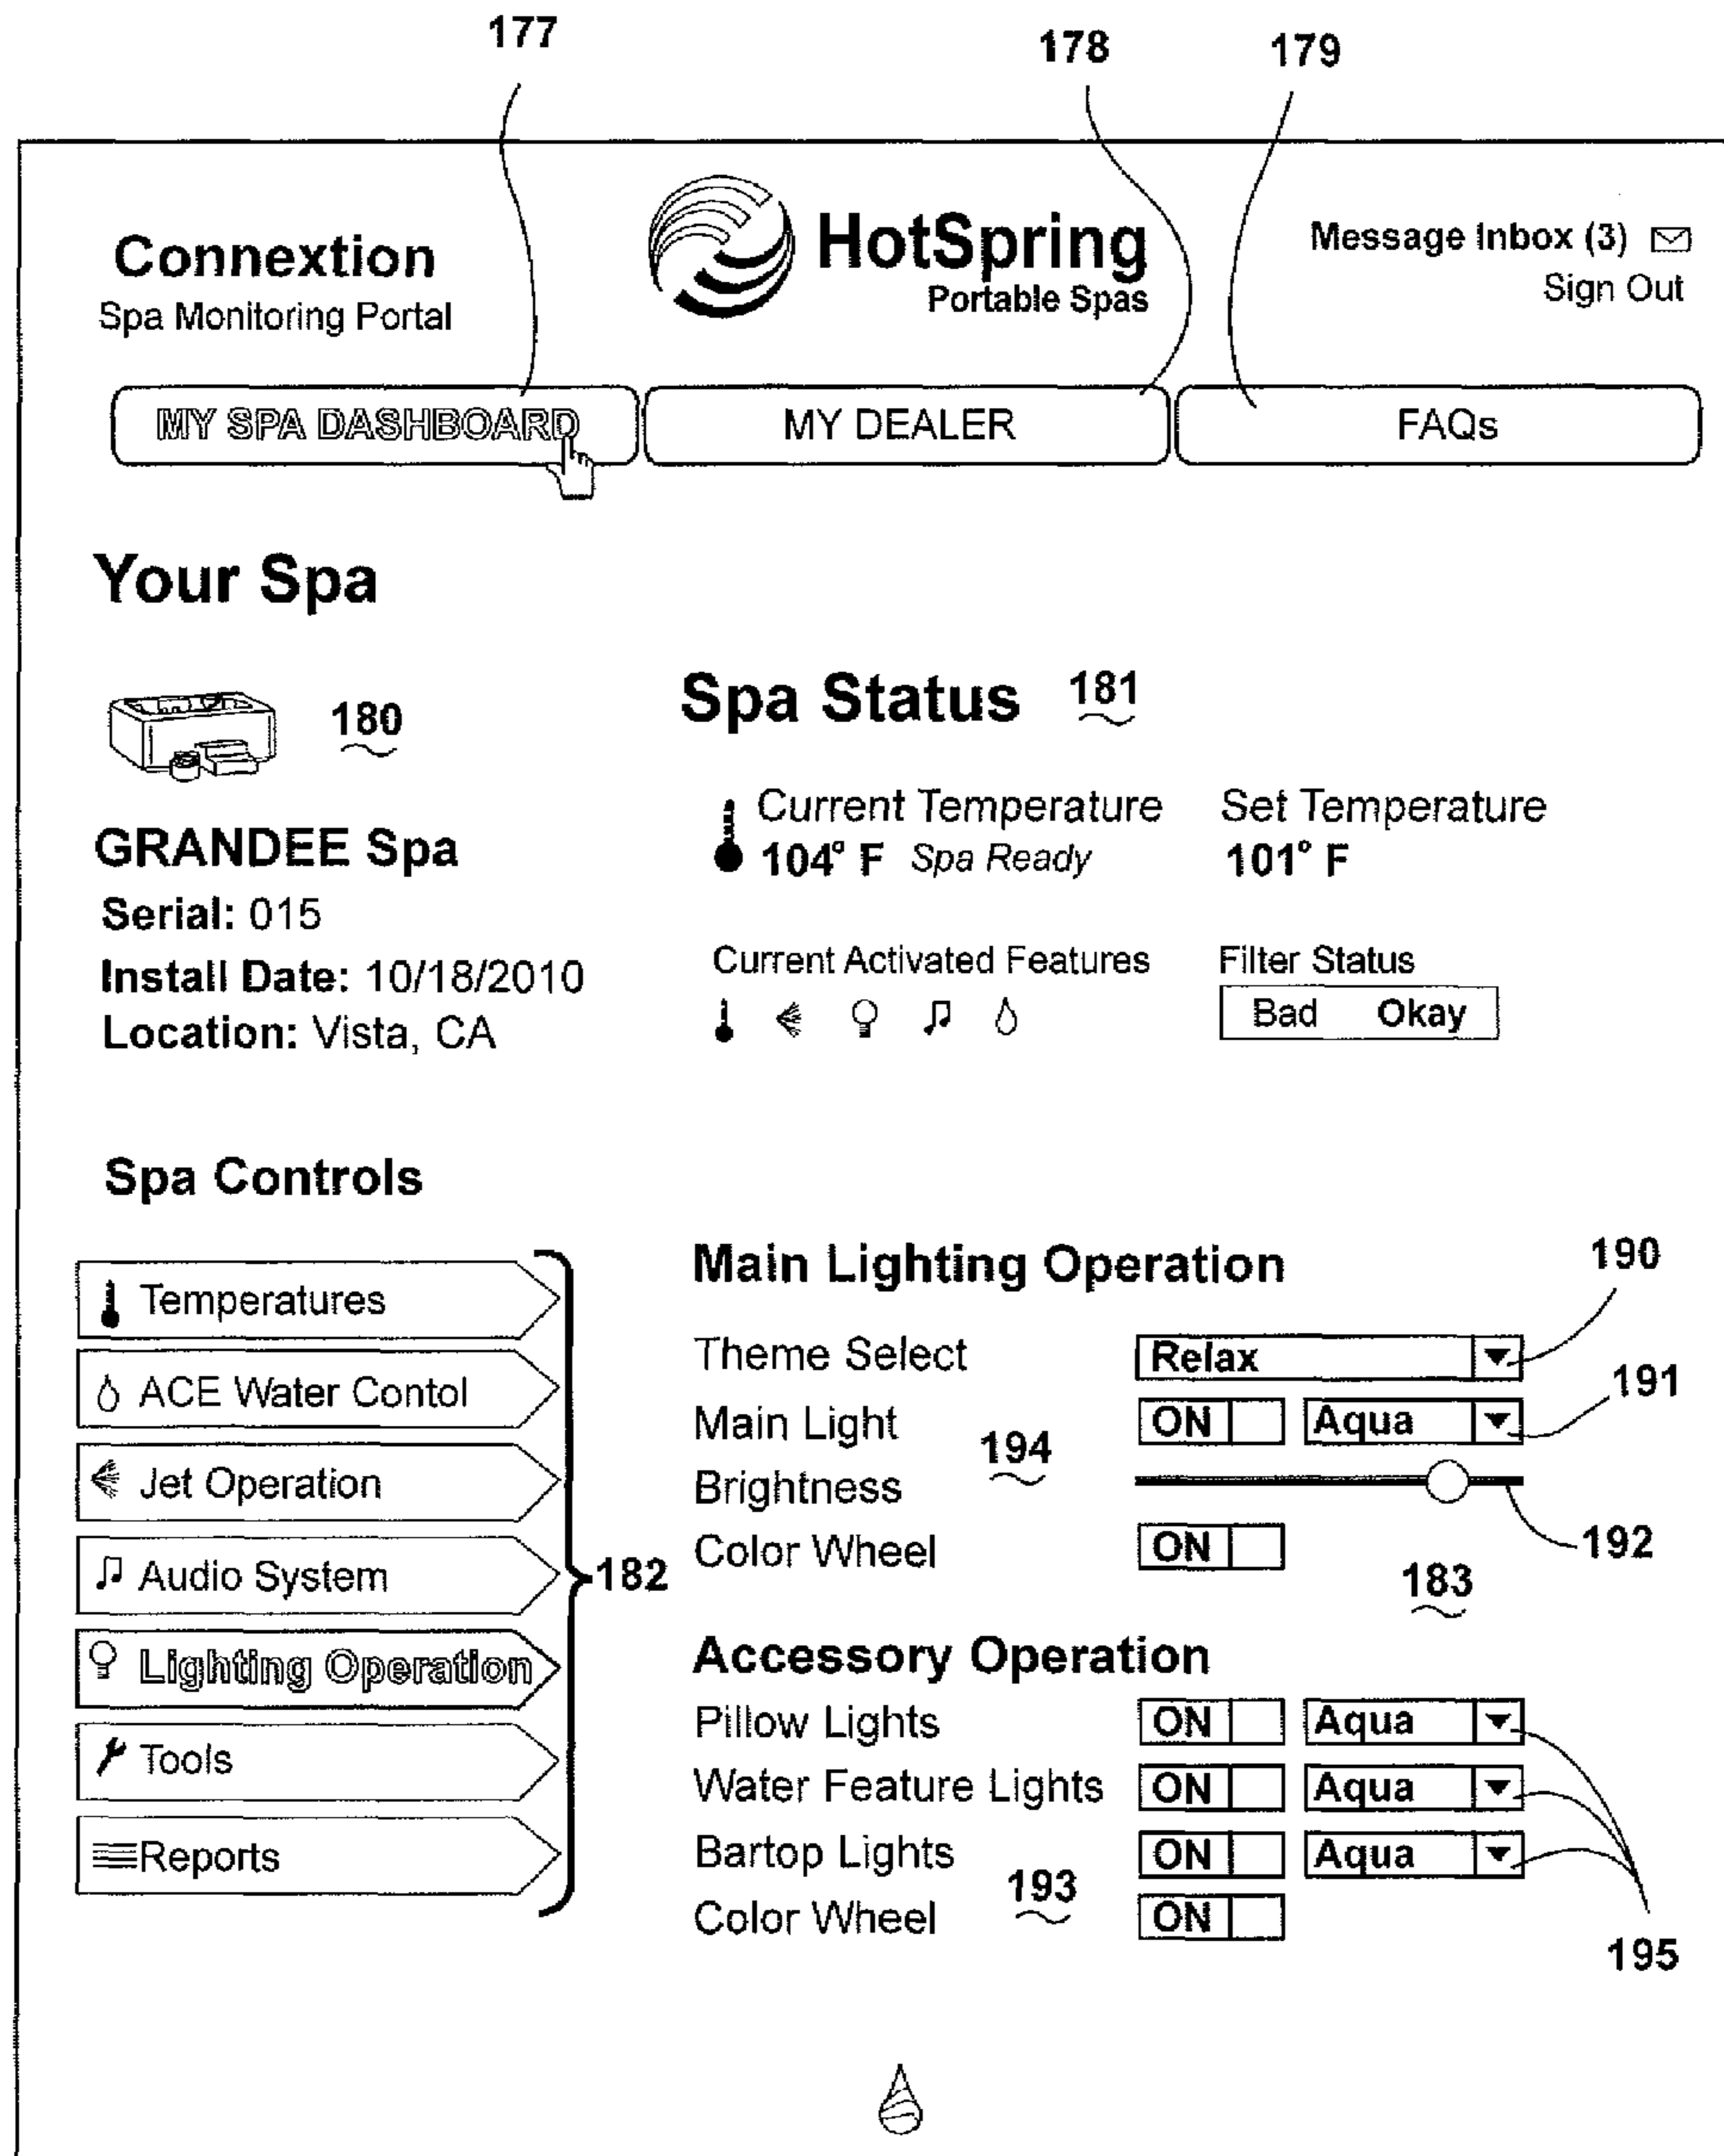 177
178
179
Connextion
Spa Monitoring Portal
HotSpring
Portable Spas
Message Inbox (3)
Sign Out
MY SPA DASHBOARD
MY DEALER
FAQs
Your Spa
180
GRANDEE Spa
Serial: 015
Install Date: 10/18/2010
Location: Vista, CA
Spa Status 181
Current Temperature
104° F Spa Ready
Set Temperature
101° F
Current Activated Features
Filter Status
Bad Okay
Spa Controls
Temperatures
ACE Water Contol
Jet Operation
Audio System
Lighting Operation
Tools
Reports
182
Main Lighting Operation
190
Theme Select Relax
191
Main Light ON Aqua
194
Brightness
192
Color Wheel ON
183
Accessory Operation
Pillow Lights ON Aqua
Water Feature Lights ON Aqua
Bartop Lights ON Aqua
193
Color Wheel ON
195